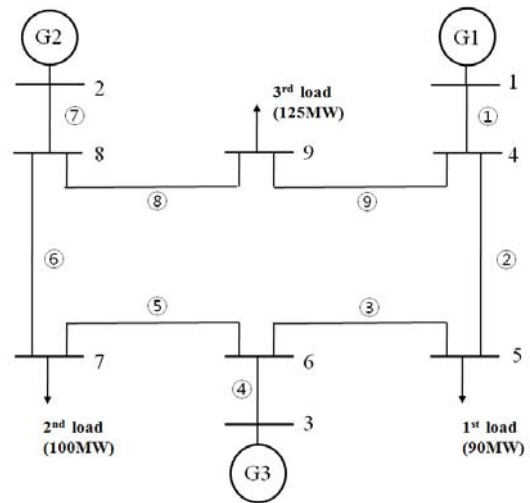 G2
G1
2
1
3rd load
(125MW)
⑦
①
8
9
4
⑧
⑨
⑥
②
⑤
③
7
6
5
④
2nd load
(100MW)
3
1st load
(90MW)
G3